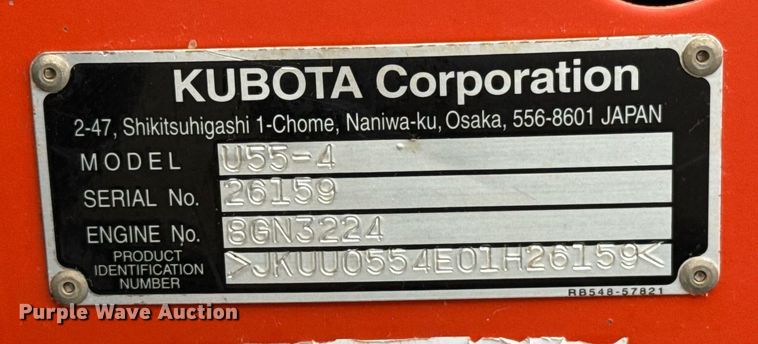 KUBOTA Corporation
2-47, Shikitsuhigashi 1-Chome, Naniwa-ku, Osaka, 556-8601 JAPAN
MODEL U55-4
SERIAL No. 26159
ENGINE No. 8GN3224
PRODUCT IDENTIFICATION NUMBER >JKUU0554E01H26159<
RB548-57821
Purple Wave Auction